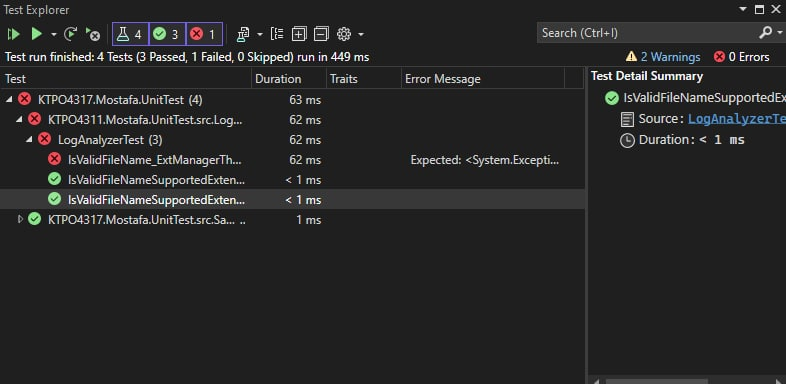 Test Explorer
4 3 1
Search (Ctrl+I)
Test run finished: 4 Tests (3 Passed, 1 Failed, 0 Skipped) run in 449 ms
2 Warnings 0 Errors
Test Duration Traits Error Message
KTPO4317.Mostafa.UnitTest (4) 63 ms
KTPO4311.Mostafa.UnitTest.src.Log... 62 ms
LogAnalyzerTest (3) 62 ms
IsValidFileName_ExtManagerTh... 62 ms Expected: <System.Excepti...
IsValidFileNameSupportedExten... < 1 ms
IsValidFileNameSupportedExten... < 1 ms
KTPO4317.Mostafa.UnitTest.src.Sa... .. 1 ms
Test Detail Summary
IsValidFileNameSupportedEx
Source: LogAnalyzerTe
Duration: < 1 ms